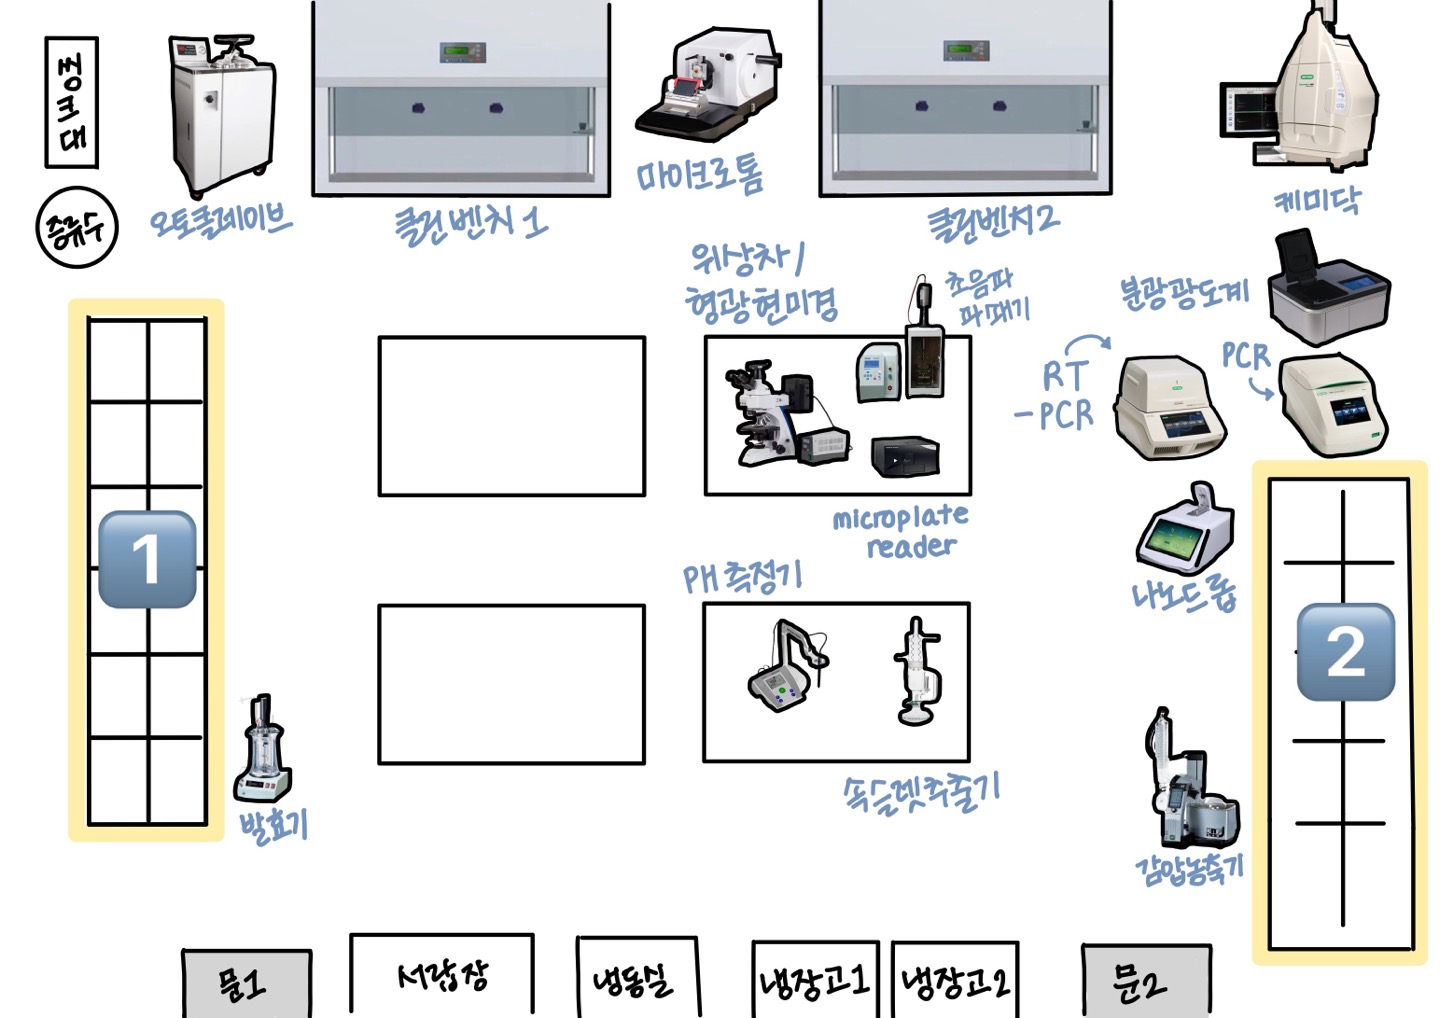 씽크대
증류수
오토클레이브
클린벤치 1
마이크로톰
클린벤치2
케미닥
위상차/
형광현미경
초음파
파쇄기
분광광도계
RT
-PCR
PCR
microplate
reader
나노드롭
PH 측정기
속슬렛추출기
1
2
발효기
감압농축기
문1
서랍장
냉동실
냉장고1
냉장고2
문2